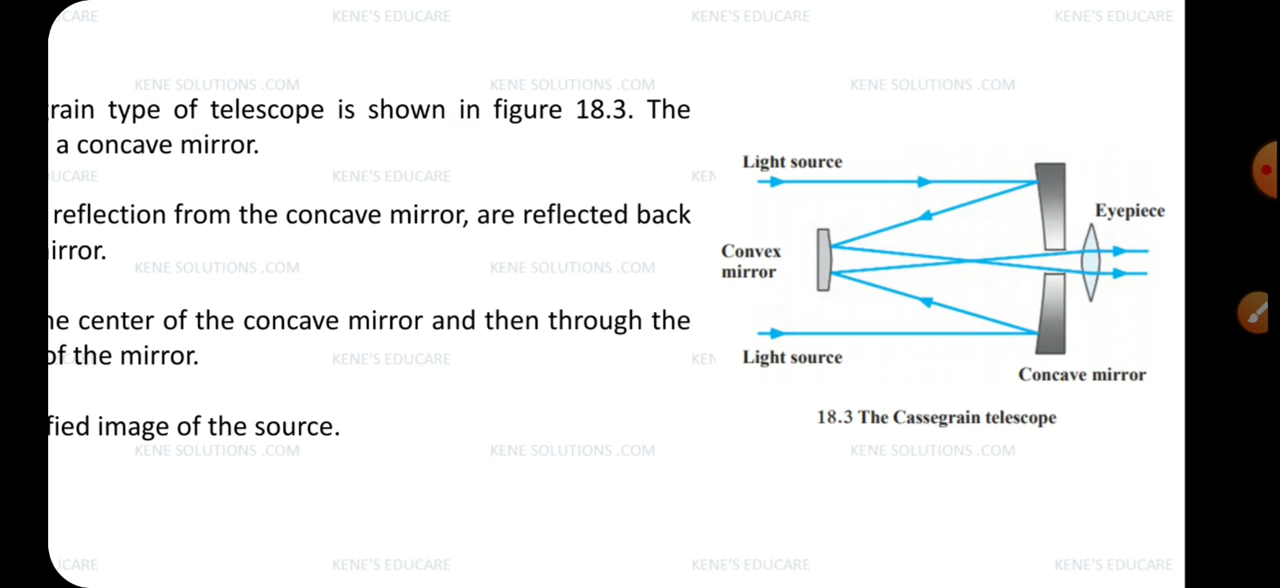 CARE KENE'S EDUCARE KENE'S EDUCARE KENE'S EDUCARE
KENE SOLUTIONS .COM KENE SOLUTIONS .COM KENE SOLUTIONS .COM
rain type of telescope is shown in figure 18.3. The
a concave mirror.
UCARE KENE'S EDUCARE KEN
reflection from the concave mirror, are reflected back
irror.
KENE SOLUTIONS .COM KENE SOLUTIONS .COM
he center of the concave mirror and then through the
of the mirror.
KENE'S EDUCARE KEN
fied image of the source.
KENE SOLUTIONS .COM KENE SOLUTIONS .COM KENE SOLUTIONS .COM
Light source
Eyepiece
Convex
mirror
Light source
Concave mirror
18.3 The Cassegrain telescope
UCARE KENE'S EDUCARE KENE'S EDUCARE KENE'S EDUCARE